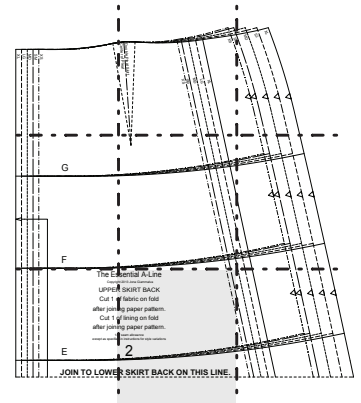 G
F
The Essential A-Line
UPPER SKIRT BACK
Cut 1 of fabric on fold
after joining paper pattern.
Cut 1 of lining on fold
after joining paper pattern.
2
E
JOIN TO LOWER SKIRT BACK ON THIS LINE.